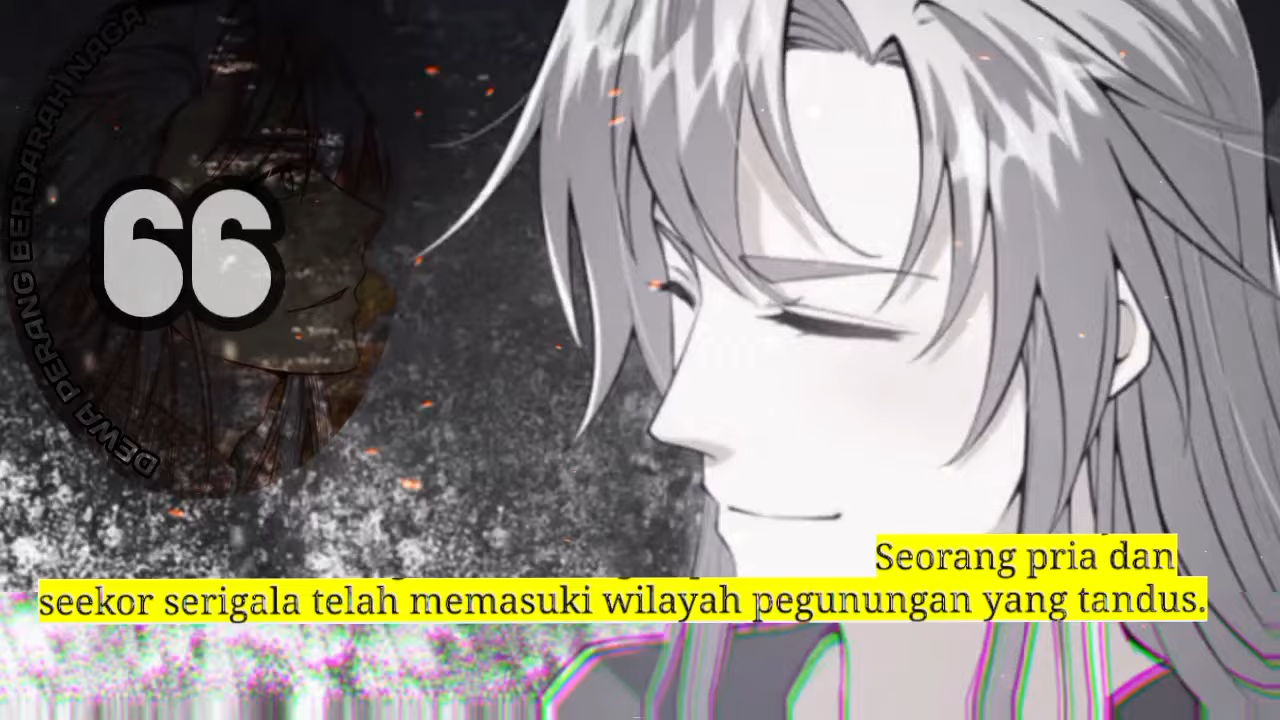 DEWA PERANG BERDARAH NAGA
66
Seorang pria dan
seekor serigala telah memasuki wilayah pegunungan yang tandus.